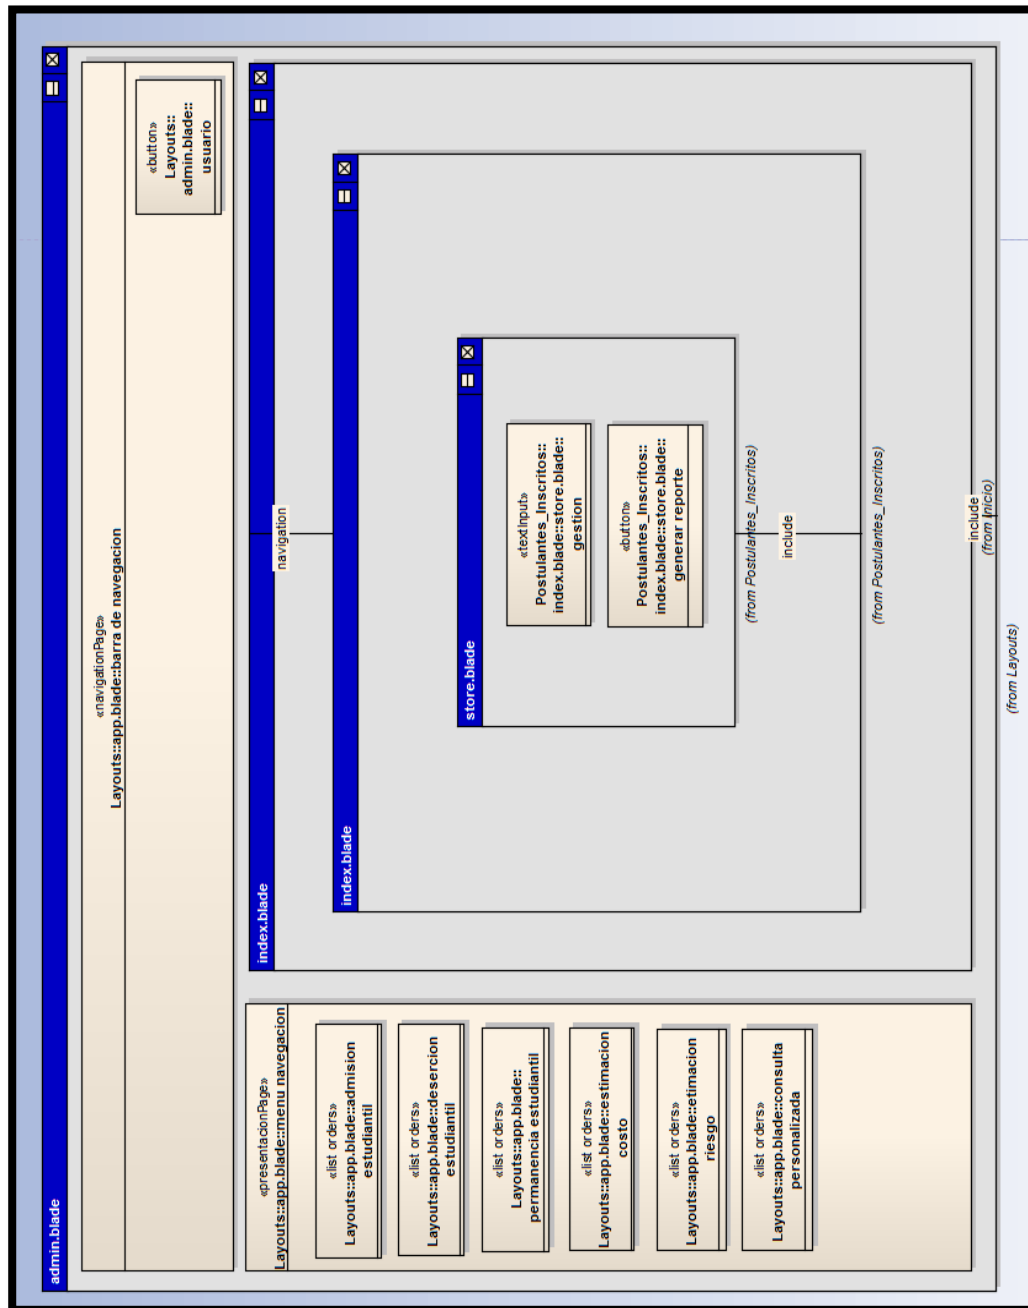 admin.blade
«navigationPage»
Layouts::app.blade::barra de navegacion
«button»
Layouts::
admin.blade::
usuario
«presentacionPage»
Layouts::app.blade::menu navegacion
«list orders»
Layouts::app.blade::admision
estudiantil
«list orders»
Layouts::app.blade::desercion
estudiantil
«list orders»
Layouts::app.blade::
permanencia estudiantil
«list orders»
Layouts::app.blade::estimacion
costo
«list orders»
Layouts::app.blade::etimacion
riesgo
«list orders»
Layouts::app.blade::consulta
personalizada
index.blade
navigation
index.blade
store.blade
«textInput»
Postulantes_Inscritos::
index.blade::store.blade::
gestion
«button»
Postulantes_Inscritos::
index.blade::store.blade::
generar reporte
(from Postulantes_Inscritos)
include
(from Postulantes_Inscritos)
include
(from Inicio)
(from Layouts)